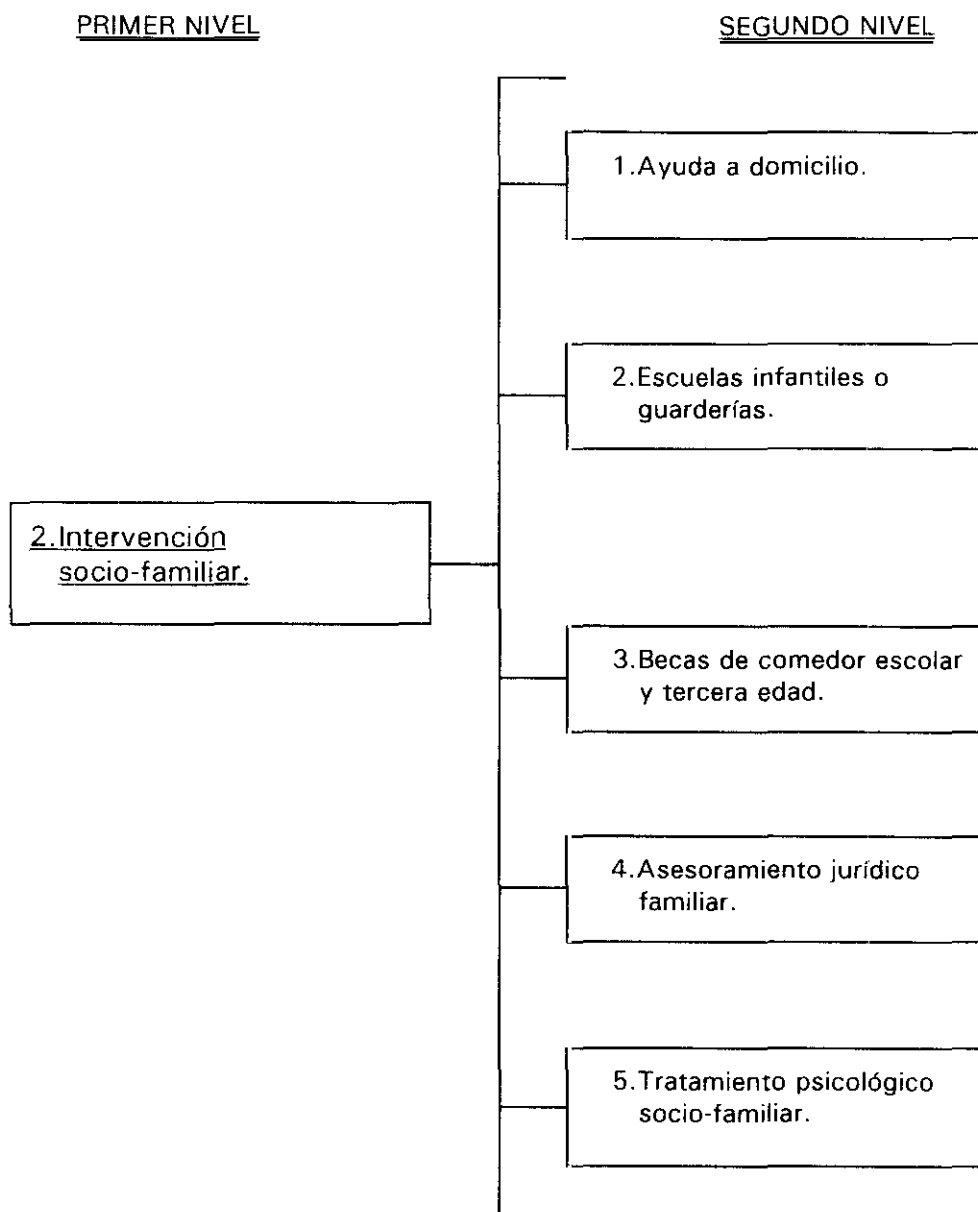 PRIMER NIVEL
SEGUNDO NIVEL
1.Ayuda a domicilio.
2.Escuelas infantiles o
guarderías.
2.Intervención
socio-familiar.
3.Becas de comedor escolar
y tercera edad.
4.Asesoramiento jurídico
familiar.
5.Tratamiento psicológico
socio-familiar.